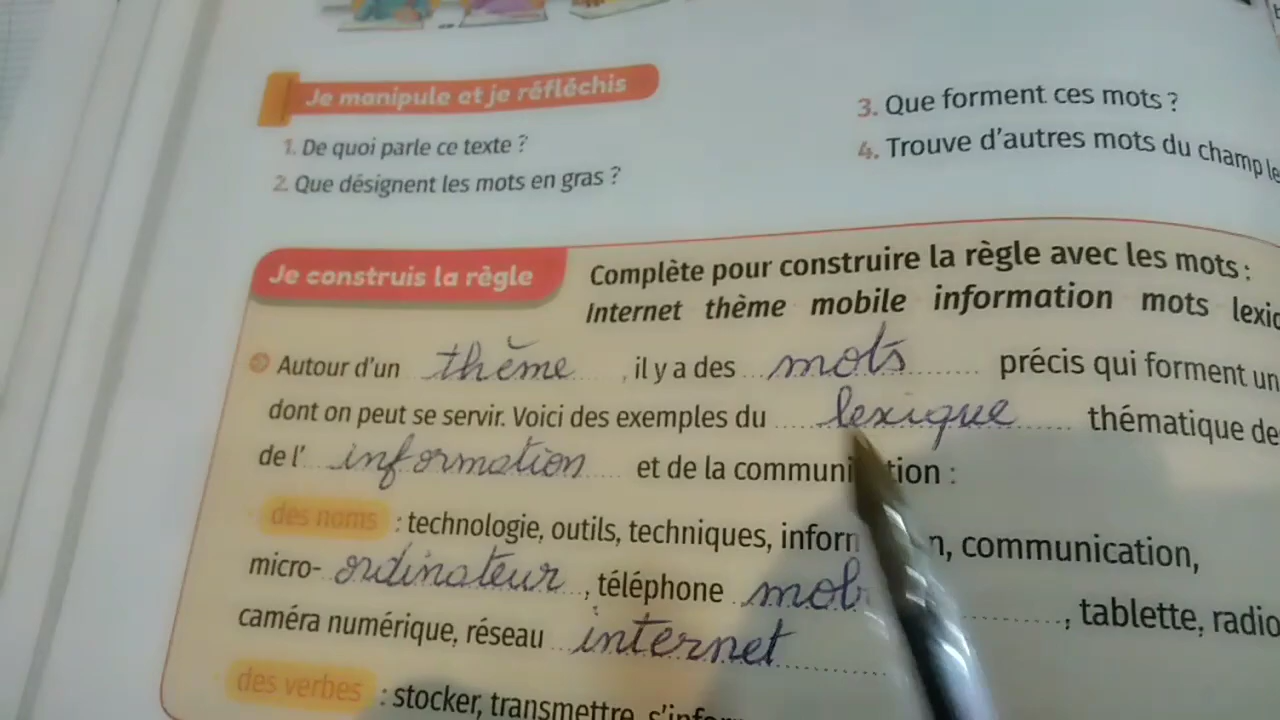 Je manipule et je réfléchis
1. De quoi parle ce texte ?
2. Que désignent les mots en gras ?
3. Que forment ces mots ?
4. Trouve d'autres mots du champ le
Je construis la règle
Complète pour construire la règle avec les mots :
Internet thème mobile information mots lexic
Autour d'un thème , il y a des mots précis qui forment un
dont on peut se servir. Voici des exemples du lexique thématique de
de l' information et de la communi tion :
des noms : technologie, outils, techniques, inform n, communication,
micro- ordinateur , téléphone mob , tablette, radio
caméra numérique, réseau internet
des verbes : stocker, transmettre, s'infor